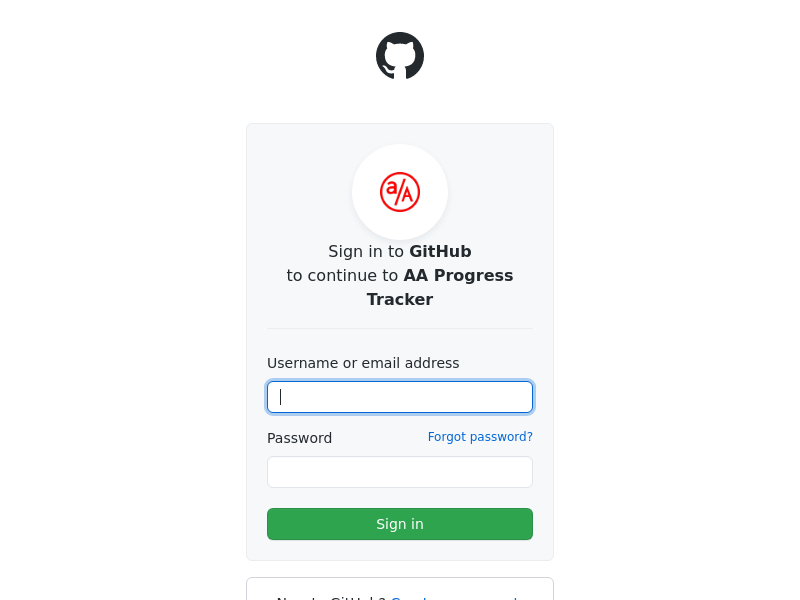 a/A
Sign in to GitHub
to continue to AA Progress
Tracker
Username or email address
Password Forgot password?
Sign in